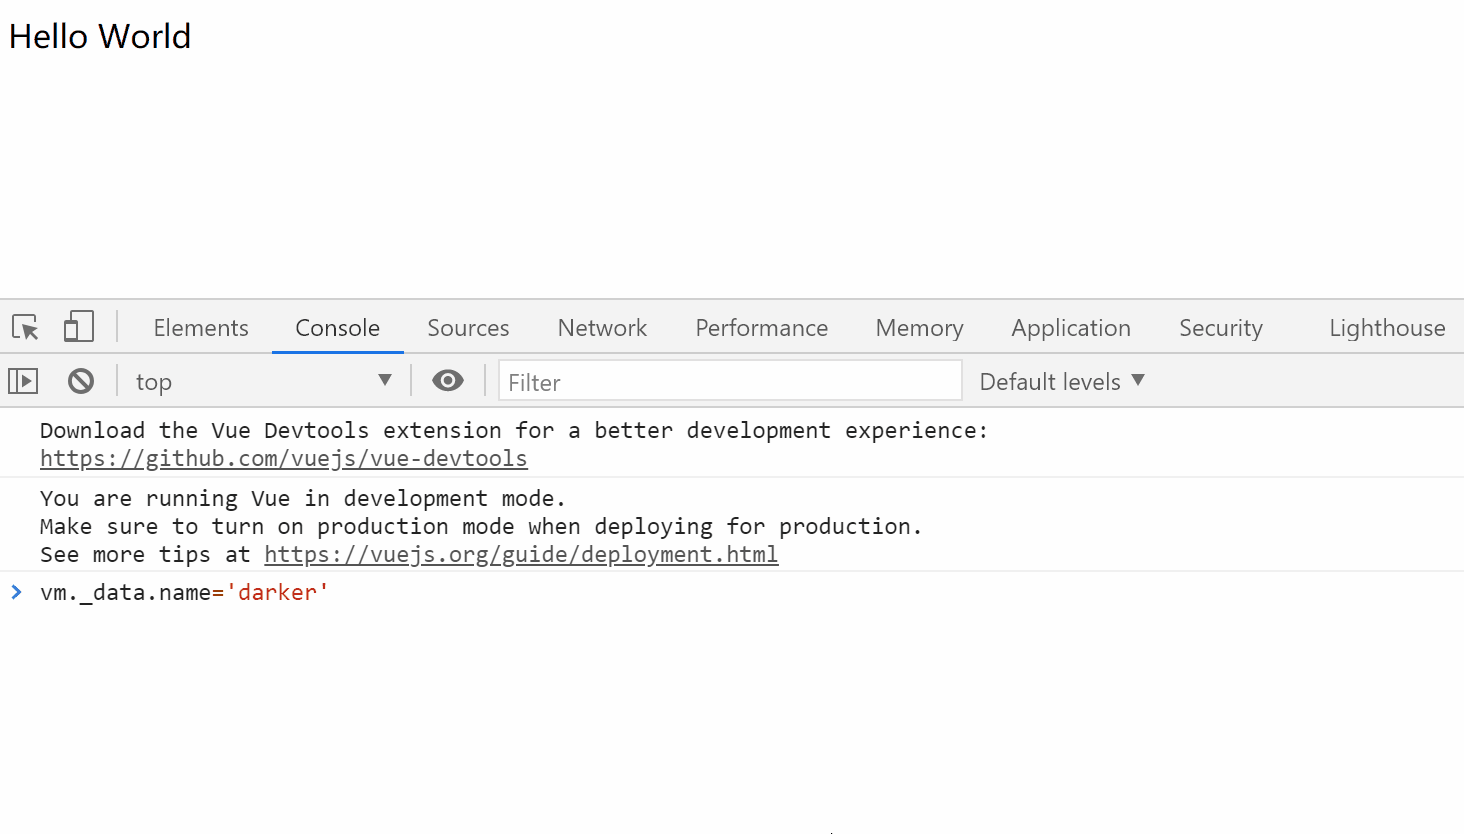 Hello World
Elements Console Sources Network Performance Memory Application Security Lighthouse
top Filter Default levels
Download the Vue Devtools extension for a better development experience:
https://github.com/vuejs/vue-devtools
You are running Vue in development mode.
Make sure to turn on production mode when deploying for production.
See more tips at https://vuejs.org/guide/deployment.html
> vm._data.name='darker'